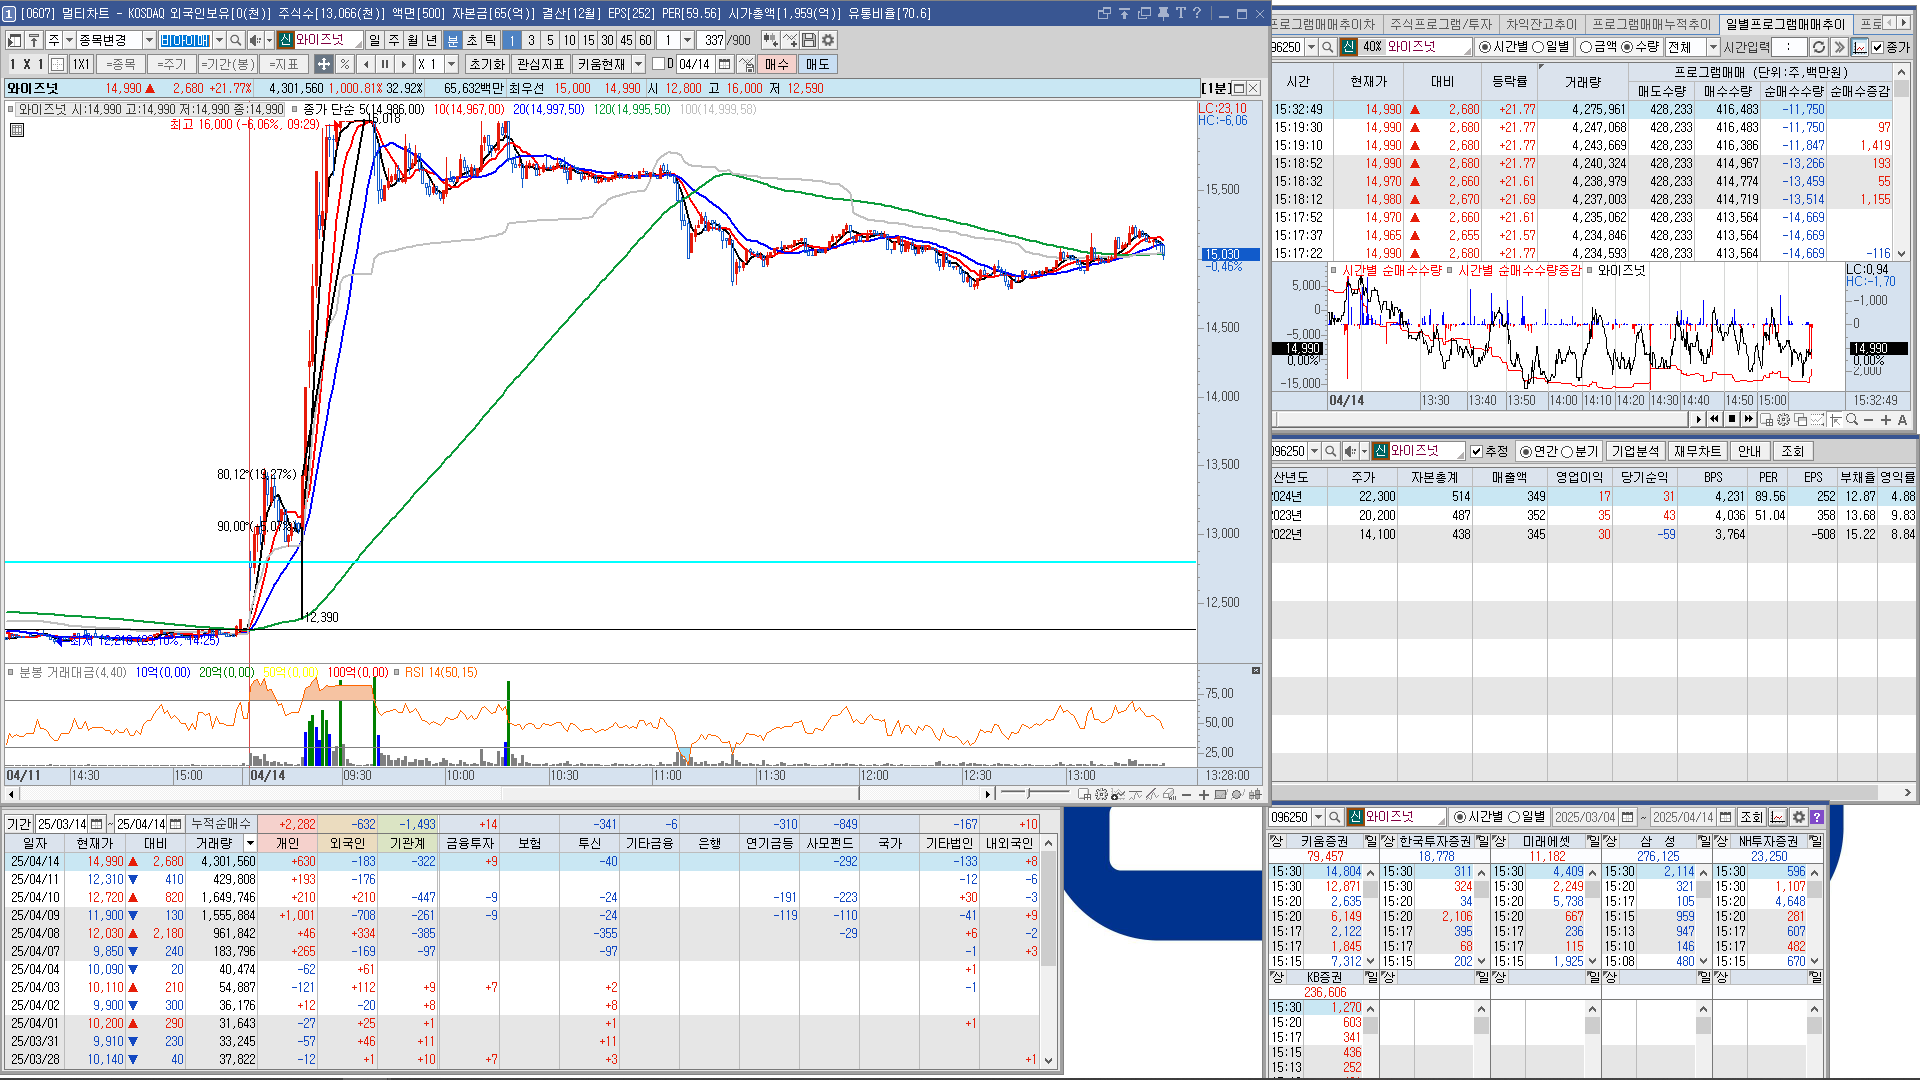 [0607] 멀티차트 - KOSDAQ 외국인보유[0(천)] 주식수[13,066(천)] 액면[500] 자본금[65(억)] 결산[12월] EPS[252] PER[59.56] 시가총액[1,959(억)] 유통비율[70.6]
주 종목변경 비아이매 신 와이즈넛 일 주 월 년 분 초 틱 1 3 5 10 15 30 45 60 1 337 /900
1 X 1 1X1 =종목 =주기 =기간(봉) =지표 % X 1 초기화 관심지표 키움현재 D 04/14 매수 매도
와이즈넛 14,990 ▲ 2,680 +21.77% 4,301,560 1,000.81% 32.92% 65,632백만 최우선 15,000 14,990 시 12,800 고 16,000 저 12,590 [1분]
와이즈넛 시:14,990 고:14,990 저:14,990 종:14,990 종가 단순 5(14,986.00) 10(14,967.00) 20(14,997.50) 120(14,995.50) 100(14,999.58)
LC:23.10
HC:-6.06
최고 16,000 (-6.06%, 09:29)
16,018
15,500
15,030
-0.46%
14,500
14,000
13,500
13,000
12,500
80.12%(19.27%)
90.00%(-5.07%)
12,390
최저 12,210 (23.10%, 14:25)
분봉 거래대금(4.40) 10억(0.00) 20억(0.00) 50억(0.00) 100억(0.00) RSI 14(50.15)
75.00
50.00
25.00
04/11 14:30 15:00 04/14 09:30 10:00 10:30 11:00 11:30 12:00 12:30 13:00 13:28:00
프로그램매매추이차 주식프로그램/투자 차익잔고추이 프로그램매매누적추이 일별프로그램매매추이 프로
096250 신 40% 와이즈넛 시간별 일별 금액 수량 전체 시간입력 : 종가
시간 현재가 대비 등락률 거래량 프로그램매매 (단위:주,백만원)
매도수량 매수수량 순매수수량 순매수증감
15:32:49 14,990 ▲ 2,680 +21.77 4,275,961 428,233 416,483 -11,750
15:19:30 14,990 ▲ 2,680 +21.77 4,247,068 428,233 416,483 -11,750 97
15:19:10 14,990 ▲ 2,680 +21.77 4,243,669 428,233 416,386 -11,847 1,419
15:18:52 14,990 ▲ 2,680 +21.77 4,240,324 428,233 414,967 -13,266 193
15:18:32 14,970 ▲ 2,660 +21.61 4,238,979 428,233 414,774 -13,459 55
15:18:12 14,980 ▲ 2,670 +21.69 4,237,003 428,233 414,719 -13,514 1,155
15:17:52 14,970 ▲ 2,660 +21.61 4,235,062 428,233 413,564 -14,669
15:17:37 14,965 ▲ 2,655 +21.57 4,234,846 428,233 413,564 -14,669
15:17:22 14,990 ▲ 2,680 +21.77 4,234,593 428,233 413,564 -14,669 -116
시간별 순매수수량 시간별 순매수수량증감 와이즈넛
LC:0.94
HC:-1.70
5,000 -1,000
0 0
-5,000
14,990 14,990
0.00% 0.00%
2,000
-15,000
04/14 13:30 13:40 13:50 14:00 14:10 14:20 14:30 14:40 14:50 15:00 15:32:49
096250 신 와이즈넛 추정 연간 분기 기업분석 재무차트 안내 조회
산년도 주가 자본총계 매출액 영업이익 당기순익 BPS PER EPS 부채율 영익률
2024년 22,300 514 349 17 31 4,231 89.56 252 12.87 4.88
2023년 20,200 487 352 35 43 4,036 51.04 358 13.68 9.83
2022년 14,100 438 345 30 -59 3,764 -508 15.22 8.84
기간 25/03/14 ~ 25/04/14 누적순매수 +2,282 -632 -1,493 +14 -341 -6 -310 -849 -167 +10
일자 현재가 대비 거래량 개인 외국인 기관계 금융투자 보험 투신 기타금융 은행 연기금등 사모펀드 국가 기타법인 내외국인
25/04/14 14,990 ▲ 2,680 4,301,560 +630 -183 -322 +9 -40 -292 -133 +8
25/04/11 12,310 ▼ 410 429,808 +193 -176 -12 -6
25/04/10 12,720 ▲ 820 1,649,746 +210 +210 -447 -9 -24 -191 -223 +30 -3
25/04/09 11,900 ▼ 130 1,555,884 +1,001 -708 -261 -9 -24 -119 -110 -41 +9
25/04/08 12,030 ▲ 2,180 961,842 +46 +334 -385 -355 -29 +6 -2
25/04/07 9,850 ▼ 240 183,796 +265 -169 -97 -97 -1 +3
25/04/04 10,090 ▼ 20 40,474 -62 +61 +1
25/04/03 10,110 ▲ 210 54,887 -121 +112 +9 +7 +2 -1
25/04/02 9,900 ▼ 300 36,176 +12 -20 +8 +8
25/04/01 10,200 ▲ 290 31,643 -27 +25 +1 +1 +1
25/03/31 9,910 ▼ 230 33,245 -57 +46 +11 +11
25/03/28 10,140 ▼ 40 37,822 -12 +1 +10 +7 +3 +1
096250 신 와이즈넛 시간별 일별 2025/03/04 ~ 2025/04/14 조회
상 키움증권 일 상 한국투자증권 일 상 미래에셋 일 상 삼 성 일 상 NH투자증권 일
79,457 18,778 11,182 276,125 23,250
15:30 14,804 15:30 311 15:30 4,409 15:30 2,114 15:30 596
15:30 12,871 15:30 324 15:30 2,249 15:20 321 15:30 1,107
15:20 2,635 15:20 34 15:20 5,738 15:17 105 15:20 4,648
15:20 6,149 15:20 2,106 15:20 667 15:15 959 15:20 281
15:17 2,122 15:17 395 15:17 236 15:13 947 15:17 607
15:17 1,845 15:17 68 15:17 115 15:10 146 15:17 482
15:15 7,312 15:15 202 15:15 1,925 15:08 480 15:15 670
상 KB증권 일 상 일 상 일 상 일 상 일
236,606
15:30 1,270
15:20 603
15:17 341
15:15 436
15:13 252